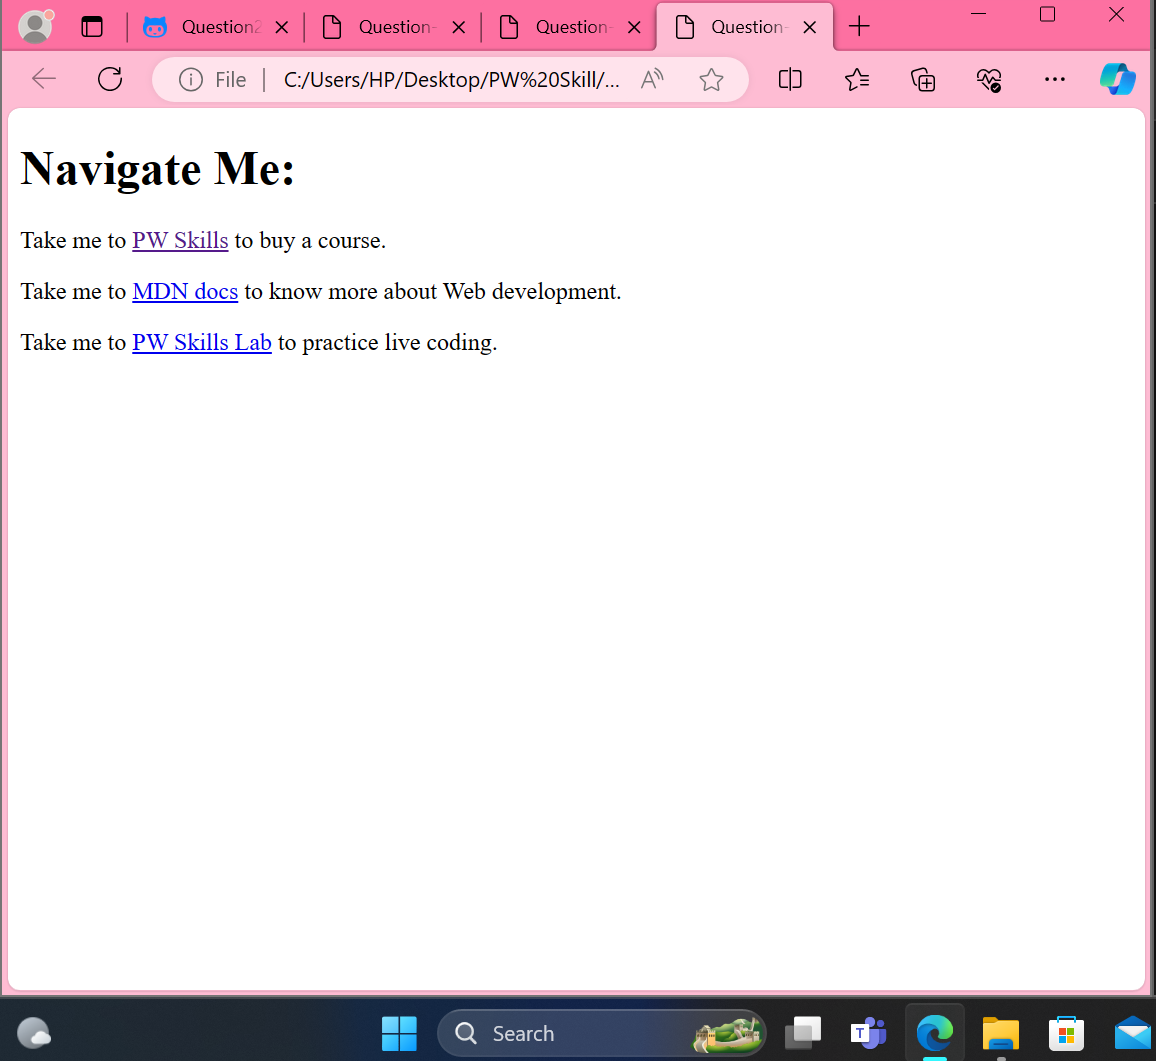 Question2
Question-
Question-
Question-
File
C:/Users/HP/Desktop/PW%20Skill/...
Navigate Me:
Take me to PW Skills to buy a course.
Take me to MDN docs to know more about Web development.
Take me to PW Skills Lab to practice live coding.
Search